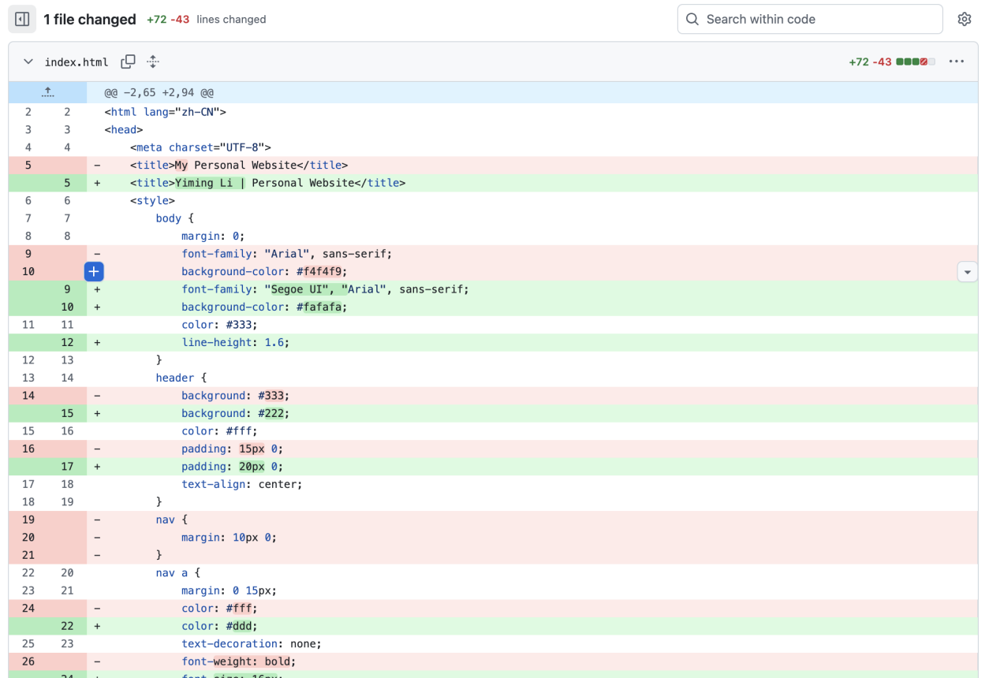 1 file changed +72 -43 lines changed
Search within code
index.html +72 -43
@@ -2,65 +2,94 @@
2 2 <html lang="zh-CN">
3 3 <head>
4 4 <meta charset="UTF-8">
5 - <title>My Personal Website</title>
5 + <title>Yiming Li | Personal Website</title>
6 6 <style>
7 7 body {
8 8 margin: 0;
9 - font-family: "Arial", sans-serif;
10 background-color: #f4f4f9;
9 + font-family: "Segoe UI", "Arial", sans-serif;
10 + background-color: #fafafa;
11 11 color: #333;
12 + line-height: 1.6;
12 13 }
13 14 header {
14 - background: #333;
15 + background: #222;
15 16 color: #fff;
16 - padding: 15px 0;
17 + padding: 20px 0;
17 18 text-align: center;
18 19 }
19 - nav {
20 - margin: 10px 0;
21 - }
22 20 nav a {
23 21 margin: 0 15px;
24 - color: #fff;
22 + color: #ddd;
25 23 text-decoration: none;
26 - font-weight: bold;
24 + font-size: 16px;